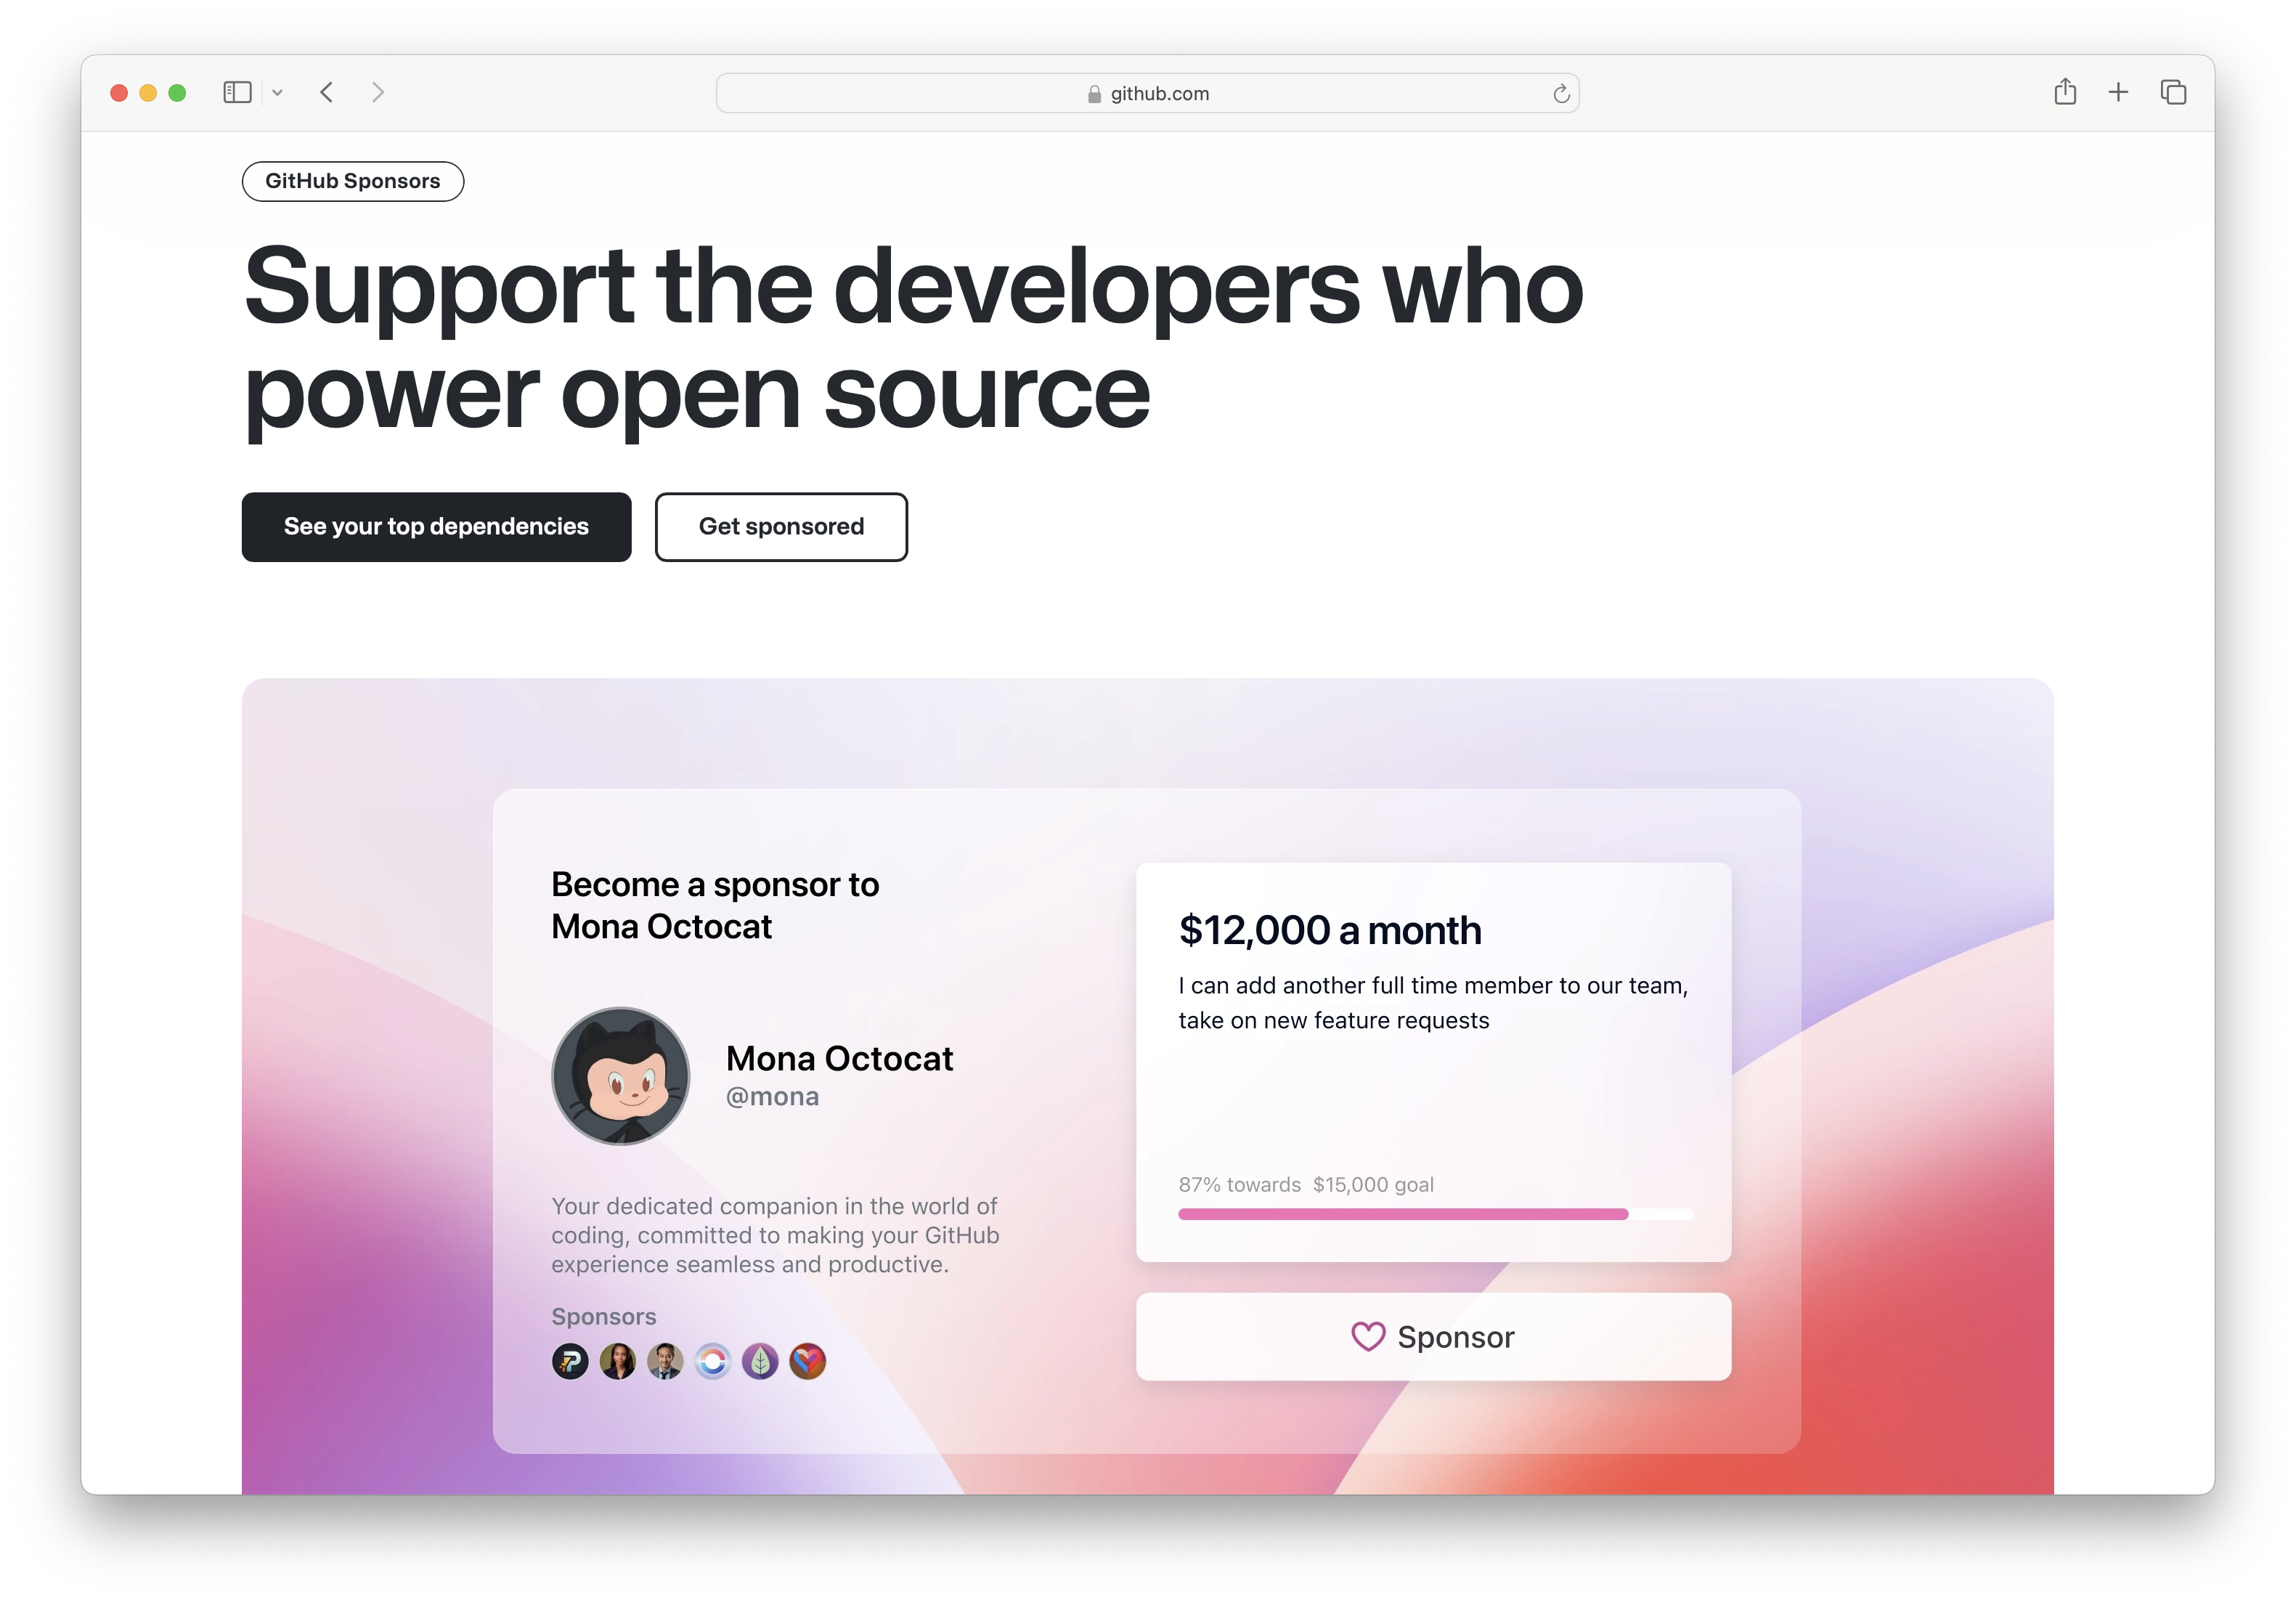 github.com
GitHub Sponsors
Support the developers who
power open source
See your top dependencies
Get sponsored
Become a sponsor to
Mona Octocat
Mona Octocat
@mona
Your dedicated companion in the world of
coding, committed to making your GitHub
experience seamless and productive.
Sponsors
$12,000 a month
I can add another full time member to our team,
take on new feature requests
87% towards $15,000 goal
Sponsor